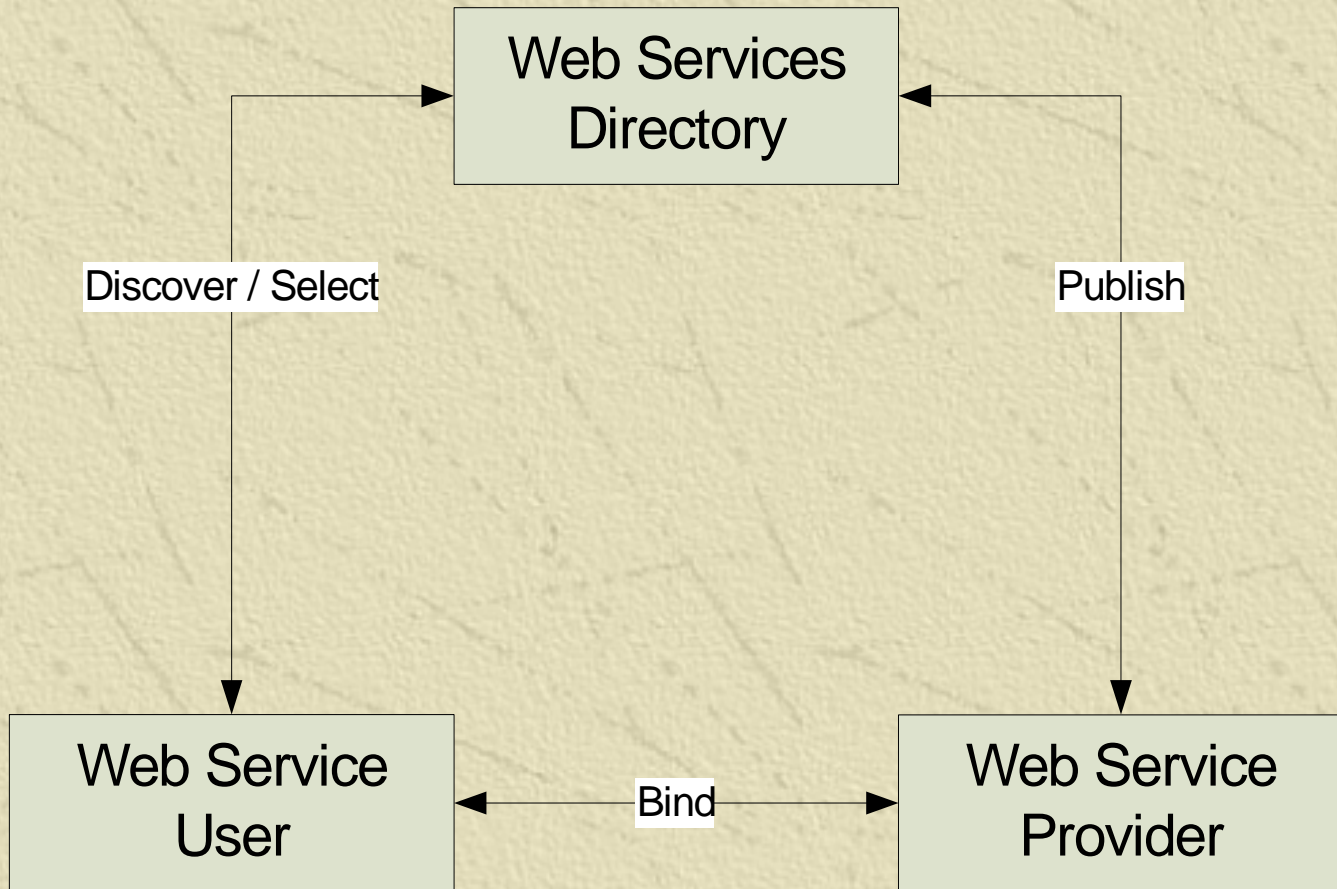 Web Services
Directory
Discover / Select
Publish
Web Service
User
Bind
Web Service
Provider